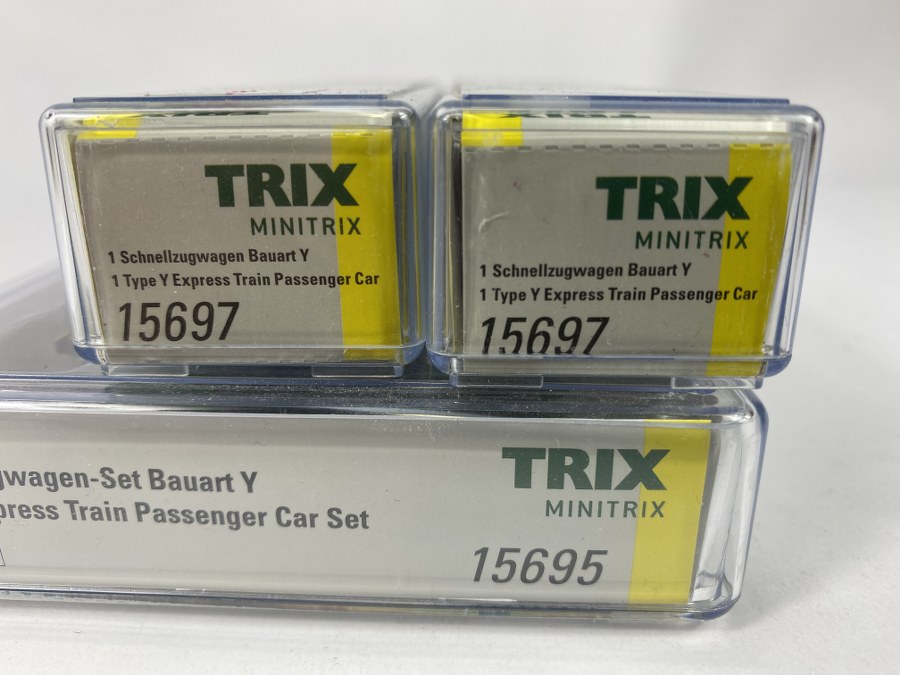 TRIX
MINITRIX
1 Schnellzugwagen Bauart Y
1 Type Y Express Train Passenger Car
15697
TRIX
MINITRIX
1 Schnellzugwagen Bauart Y
1 Type Y Express Train Passenger Car
15697
gwagen-Set Bauart Y
press Train Passenger Car Set
TRIX
MINITRIX
15695